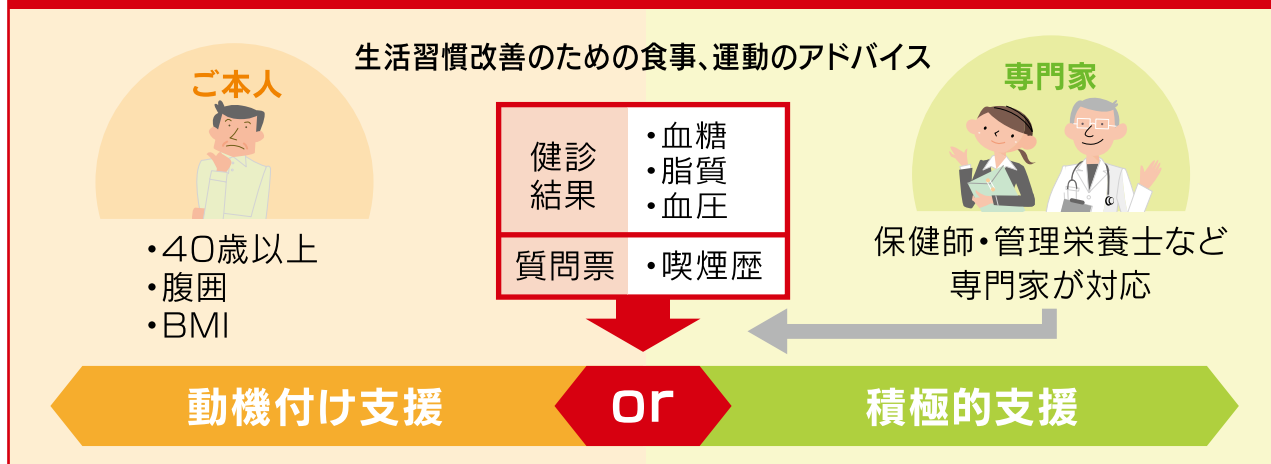 生活習慣改善のための食事、運動のアドバイス
ご本人
・40歳以上
・腹囲
・BMI
健診
結果
・血糖
・脂質
・血圧
質問票
・喫煙歴
専門家
保健師・管理栄養士など
専門家が対応
動機付け支援
or
積極的支援